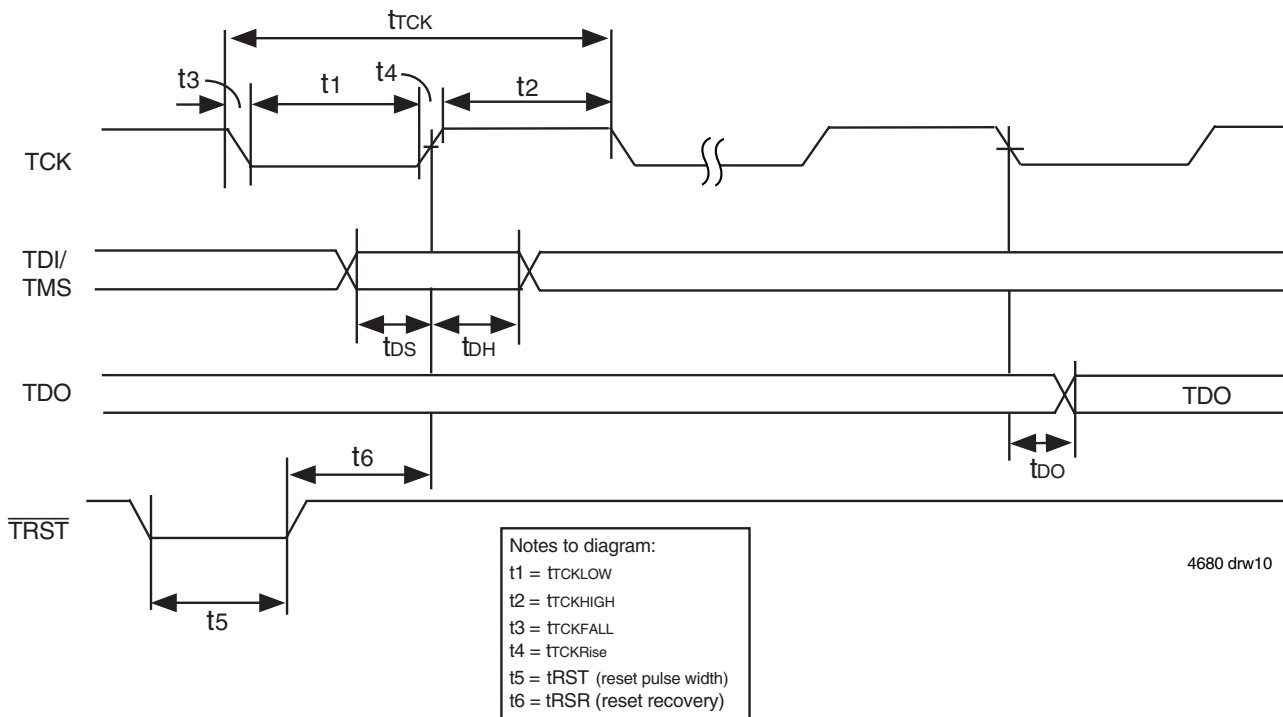 tTCK
t3
t1
t4
t2
TCK
TDI/
TMS
tDS
tDH
TDO
TDO
t6
tDO
TRST
t5
Notes to diagram:
t1 = tTCKLOW
t2 = tTCKHIGH
t3 = tTCKFALL
t4 = tTCKRise
t5 = tRST (reset pulse width)
t6 = tRSR (reset recovery)
4680 drw10